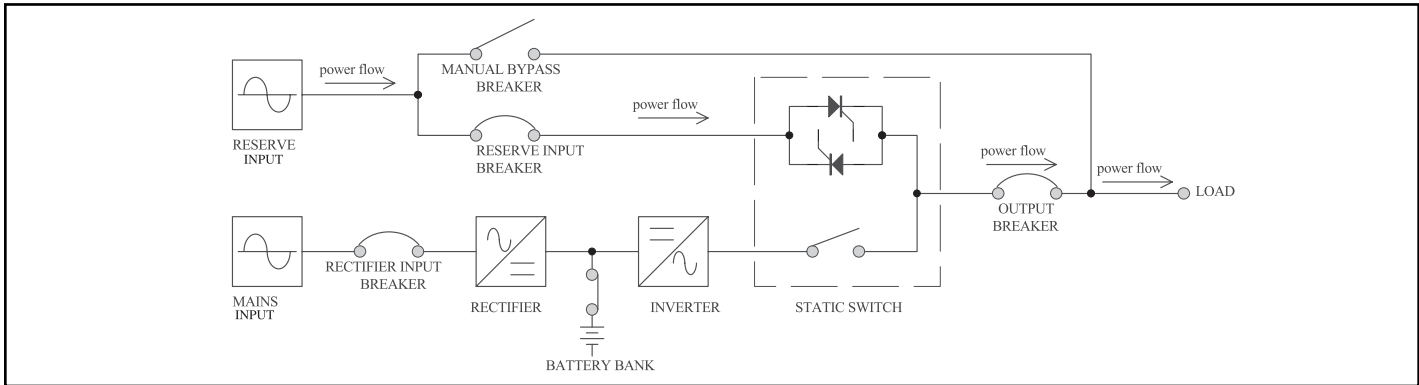 power flow
MANUAL BYPASS
BREAKER
RESERVE
INPUT
power flow
RESERVE INPUT
BREAKER
power flow
power flow
LOAD
OUTPUT
BREAKER
RECTIFIER INPUT
BREAKER
MAINS
INPUT
RECTIFIER
INVERTER
STATIC SWITCH
BATTERY BANK